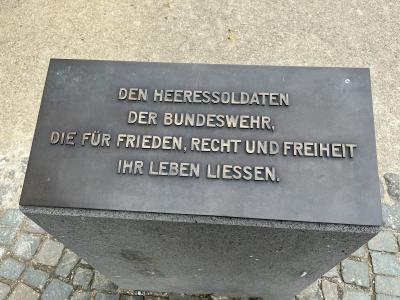 DEN HEERESSOLDATEN
DER BUNDESWEHR,
DIE FÜR FRIEDEN, RECHT UND FREIHEIT
IHR LEBEN LIESSEN.